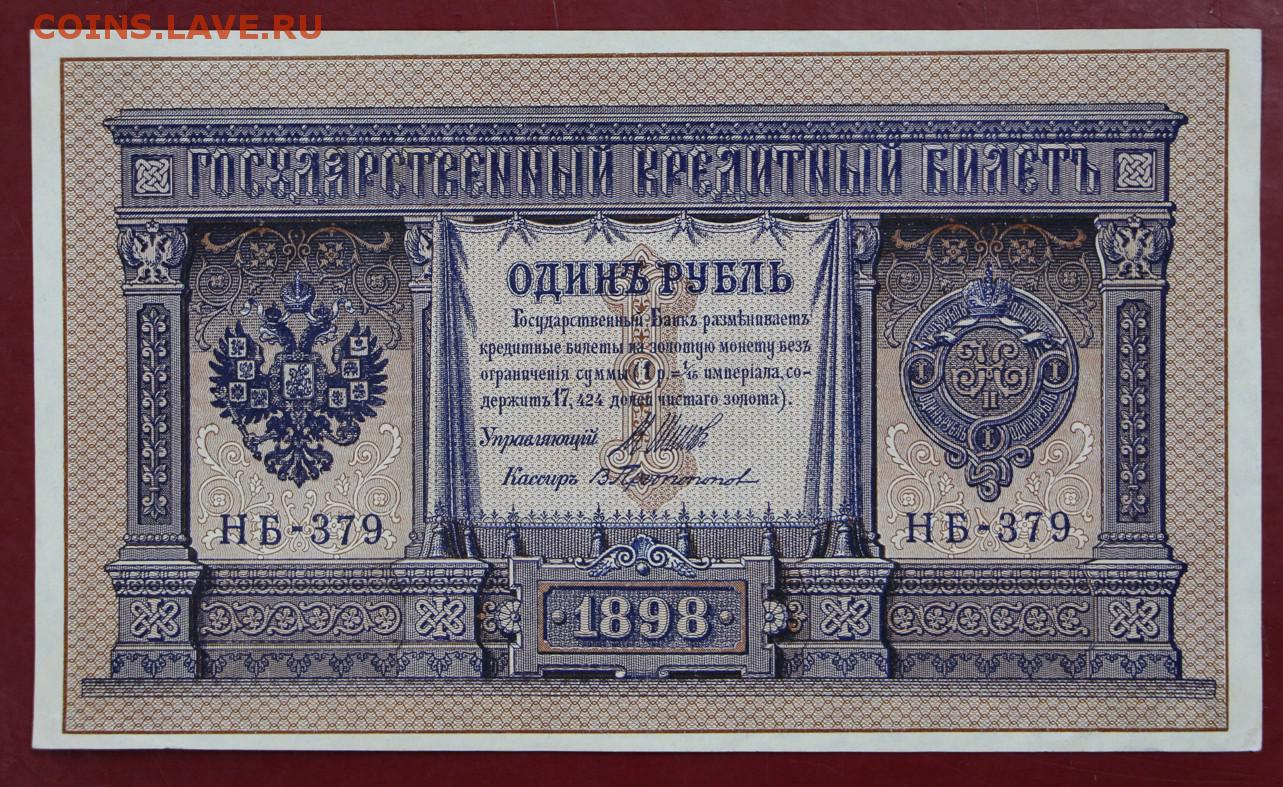 COINS.LAVE.RU
ГОСУДАРСТВЕННЫЙ КРЕДИТНЫЙ БИЛЕТЪ
ОДИНЪ РУБЛЬ
Государственный Банкъ размѣниваетъ
кредитные билеты на золотую монету безъ
ограниченія суммы (1 р. = 1/15 имперіала, со-
держитъ 17,424 долей чистаго золота).
Управляющій
Кассиръ
НБ-379
НБ-379
1898